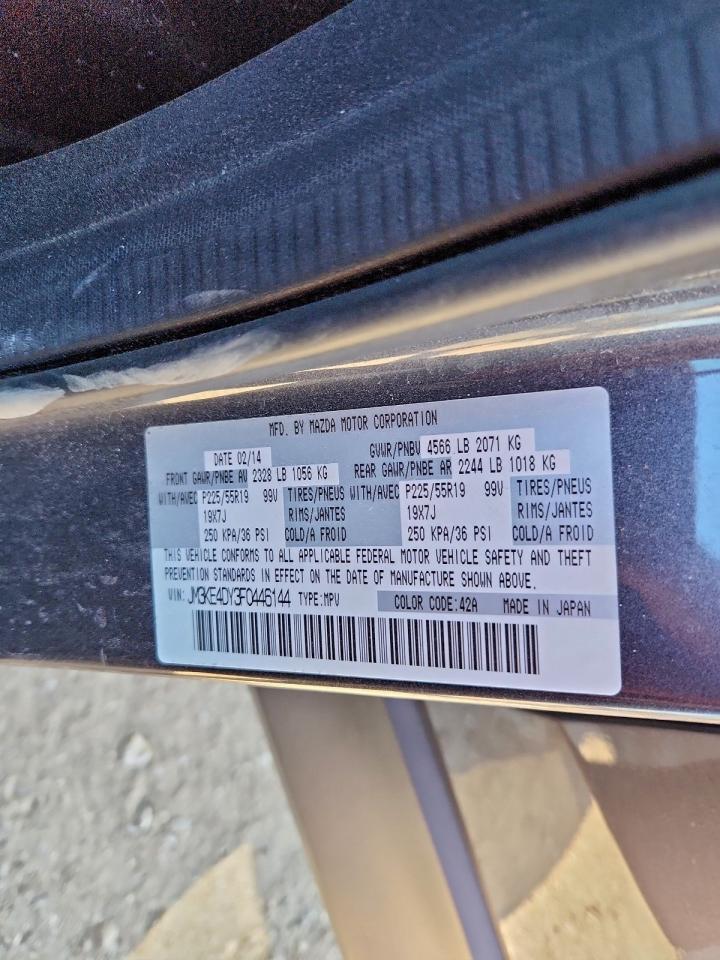 MFD. BY MAZDA MOTOR CORPORATION
DATE 02/14 GVWR/PNBV 4566 LB 2071 KG
FRONT GAWR/PNBE AV 2328 LB 1056 KG REAR GAWR/PNBE AR 2244 LB 1018 KG
WITH/AVEC P225/55R19 99V TIRES/PNEUS WITH/AVEC P225/55R19 99V TIRES/PNEUS
19X7J RIMS/JANTES 19X7J RIMS/JANTES
250 KPA/36 PSI COLD/A FROID 250 KPA/36 PSI COLD/A FROID
THIS VEHICLE CONFORMS TO ALL APPLICABLE FEDERAL MOTOR VEHICLE SAFETY AND THEFT
PREVENTION STANDARDS IN EFFECT ON THE DATE OF MANUFACTURE SHOWN ABOVE.
VIN: JM3KE4DY3F0446144 TYPE:MPV COLOR CODE:42A MADE IN JAPAN